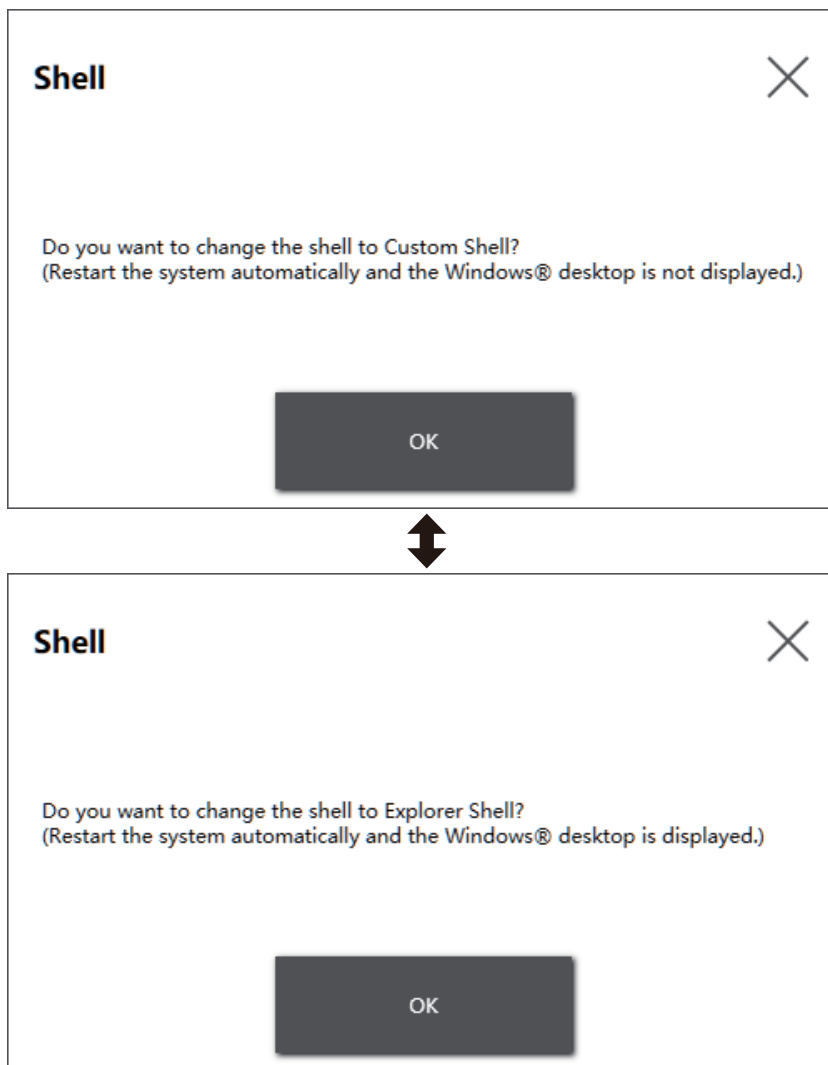 Shell
Do you want to change the shell to Custom Shell?
(Restart the system automatically and the Windows® desktop is not displayed.)
OK
Shell
Do you want to change the shell to Explorer Shell?
(Restart the system automatically and the Windows® desktop is displayed.)
OK